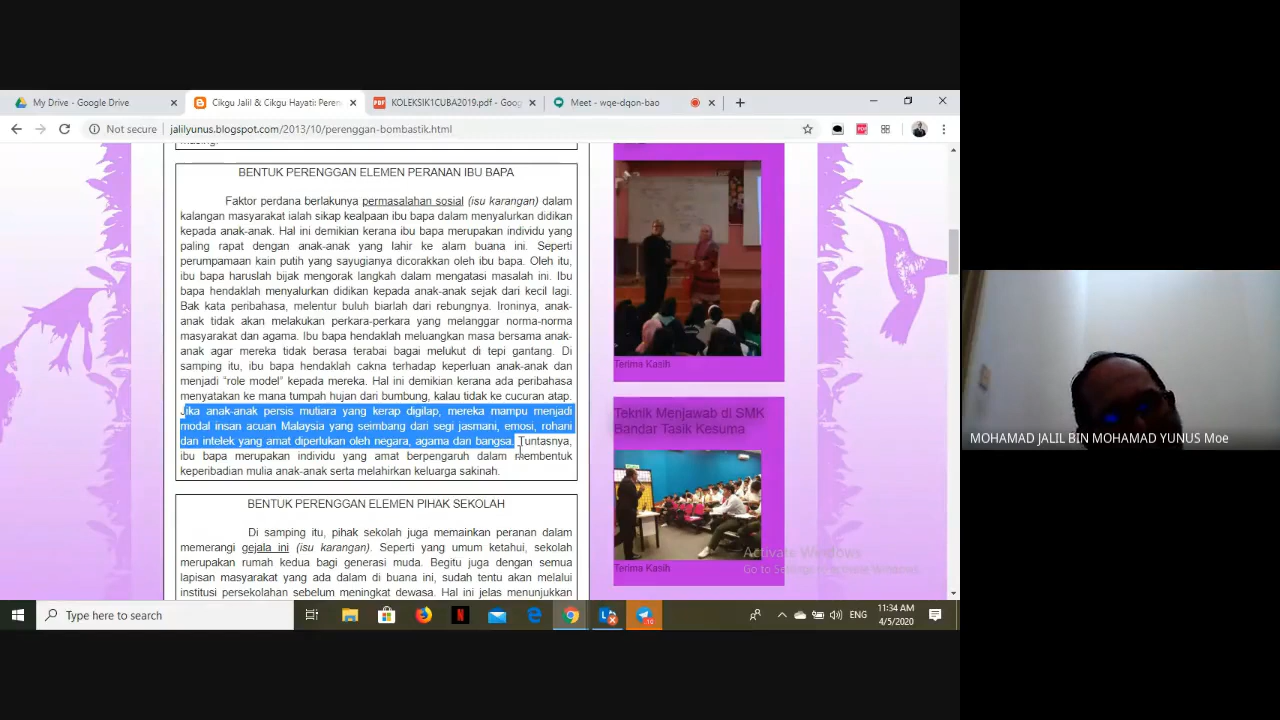 My Drive - Google Drive
Cikgu Jalil & Cikgu Hayati: Peren
KOLEKSIK1CUBA2019.pdf - Goog
Meet - wqe-dqon-bao
Not secure
jalilyunus.blogspot.com/2013/10/perenggan-bombastik.html
masing.
BENTUK PERENGGAN ELEMEN PERANAN IBU BAPA
Faktor perdana berlakunya permasalahan sosial (isu karangan) dalam
kalangan masyarakat ialah sikap kealpaan ibu bapa dalam menyalurkan didikan
kepada anak-anak. Hal ini demikian kerana ibu bapa merupakan individu yang
paling rapat dengan anak-anak yang lahir ke alam buana ini. Seperti
perumpamaan kain putih yang sayugianya dicorakkan oleh ibu bapa. Oleh itu,
ibu bapa haruslah bijak mengorak langkah dalam mengatasi masalah ini. Ibu
bapa hendaklah menyalurkan didikan kepada anak-anak sejak dari kecil lagi.
Bak kata peribahasa, melentur buluh biarlah dari rebungnya. Ironinya, anak-
anak tidak akan melakukan perkara-perkara yang melanggar norma-norma
masyarakat dan agama. Ibu bapa hendaklah meluangkan masa bersama anak-
anak agar mereka tidak berasa terabai bagai melukut di tepi gantang. Di
samping itu, ibu bapa hendaklah cakna terhadap keperluan anak-anak dan
menjadi “role model” kepada mereka. Hal ini demikian kerana ada peribahasa
menyatakan ke mana tumpah hujan dari bumbung, kalau tidak ke cucuran atap.
Jika anak-anak persis mutiara yang kerap digilap, mereka mampu menjadi
modal insan acuan Malaysia yang seimbang dari segi jasmani, emosi, rohani
dan intelek yang amat diperlukan oleh negara, agama dan bangsa. Tuntasnya,
ibu bapa merupakan individu yang amat berpengaruh dalam membentuk
keperibadian mulia anak-anak serta melahirkan keluarga sakinah.
BENTUK PERENGGAN ELEMEN PIHAK SEKOLAH
Di samping itu, pihak sekolah juga memainkan peranan dalam
memerangi gejala ini (isu karangan). Seperti yang umum ketahui, sekolah
merupakan rumah kedua bagi generasi muda. Begitu juga dengan semua
lapisan masyarakat yang ada dalam di buana ini, sudah tentu akan melalui
institusi persekolahan sebelum meningkat dewasa. Hal ini jelas menunjukkan
Terima Kasih
Teknik Menjawab di SMK
Bandar Tasik Kesuma
Terima Kasih
Activate Windows
Go to Settings to activate Windows.
MOHAMAD JALIL BIN MOHAMAD YUNUS Moe
Type here to search
ENG
11:34 AM
4/5/2020